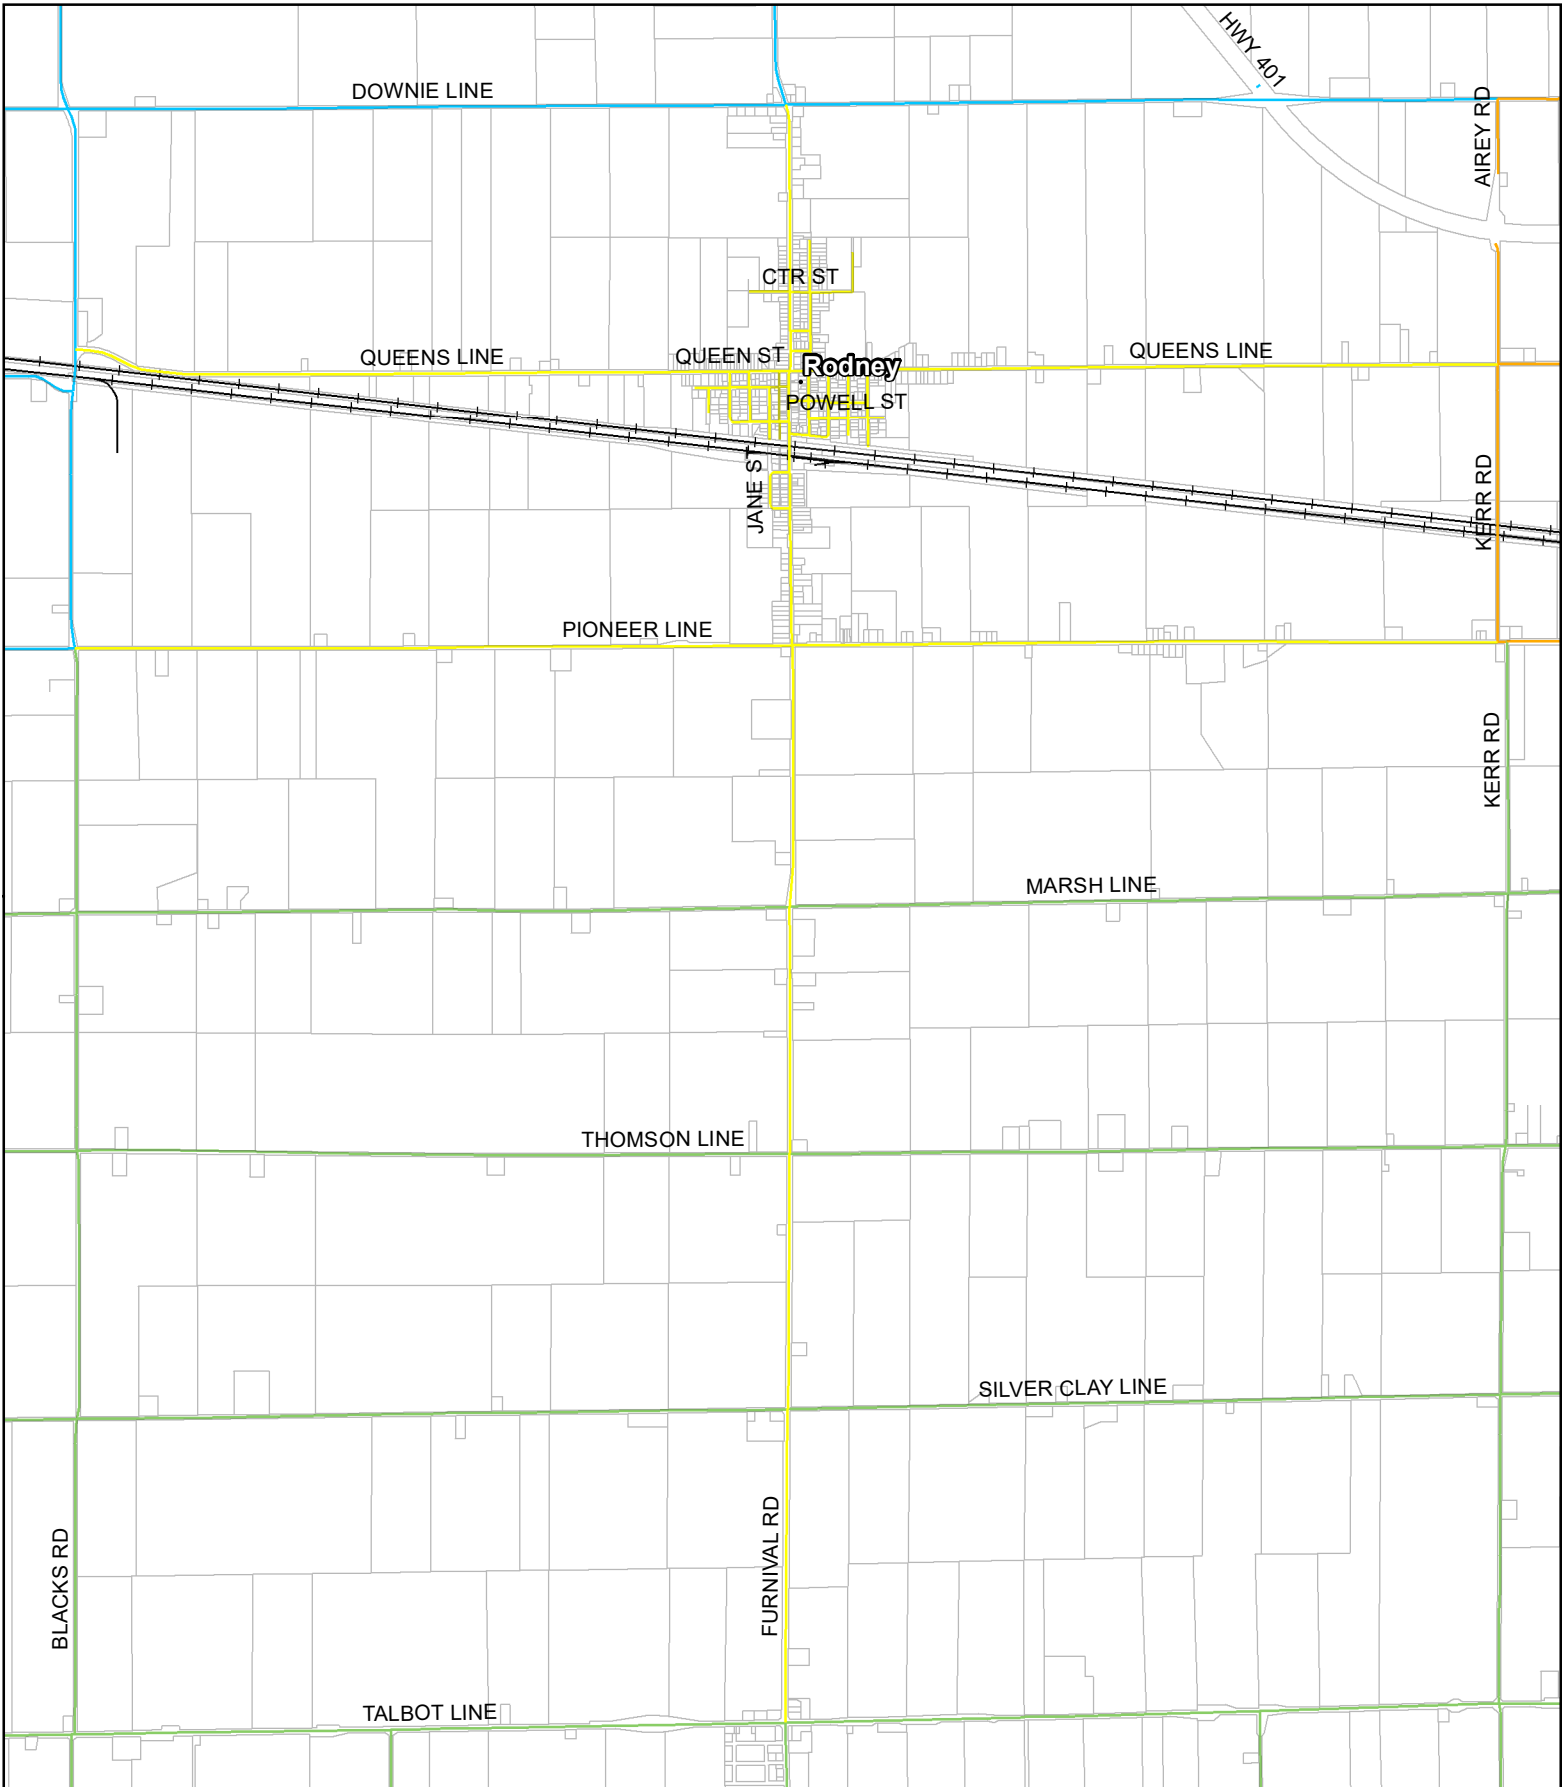 HWY 401
DOWNIE LINE
AIREY RD
CTR ST
QUEENS LINE
QUEEN ST
QUEENS LINE
Rodney
POWELL ST
JANE ST
KERR RD
PIONEER LINE
KERR RD
MARSH LINE
THOMSON LINE
SILVER CLAY LINE
BLACKS RD
FURNIVAL RD
TALBOT LINE